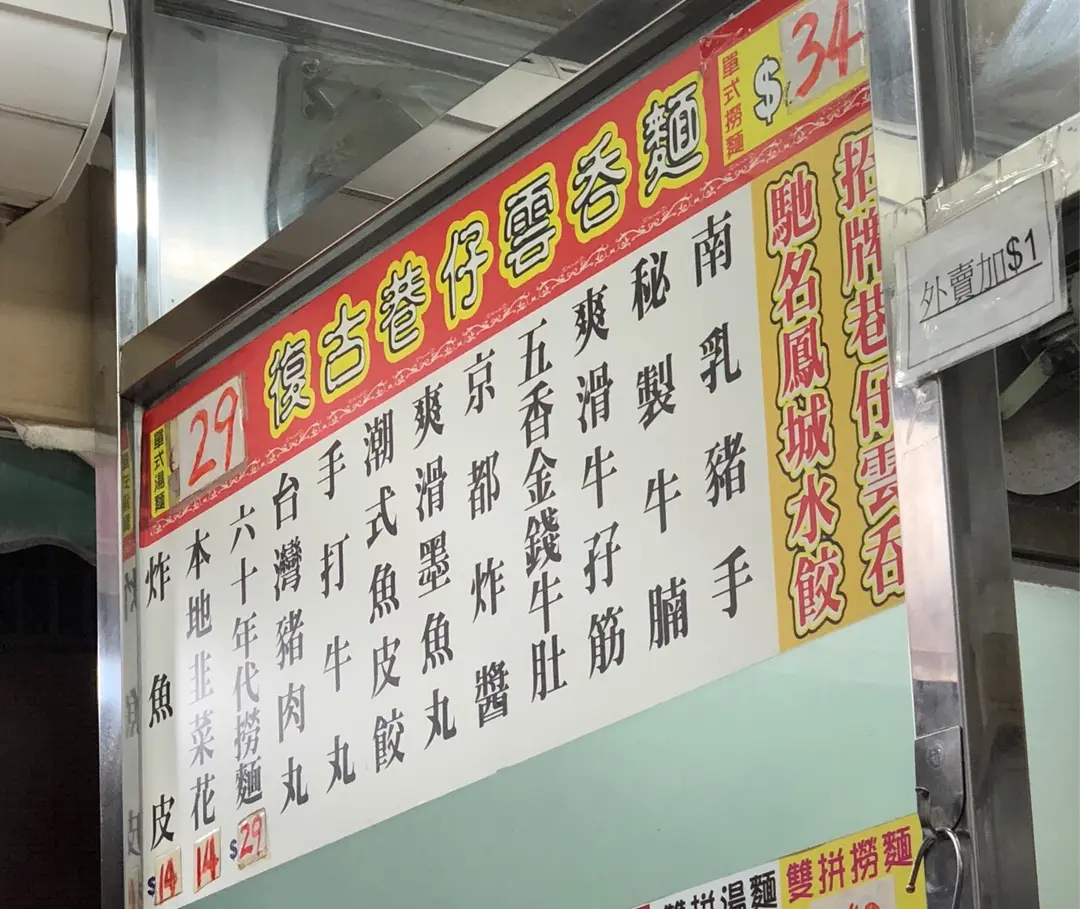 復古巷仔雲吞麵
單式撈麵 $34
單式湯麵 29
招牌巷仔雲吞
馳名鳳城水餃
南乳豬手
秘製牛腩
爽滑牛孖筋
五香金錢牛肚
京都炸醬
爽滑墨魚丸
潮式魚皮餃
手打牛丸
台灣豬肉丸
六十年代撈麵 $29
本地韭菜花 14
炸魚皮 $14
外賣加$1
雙拼湯麵
雙拼撈麵